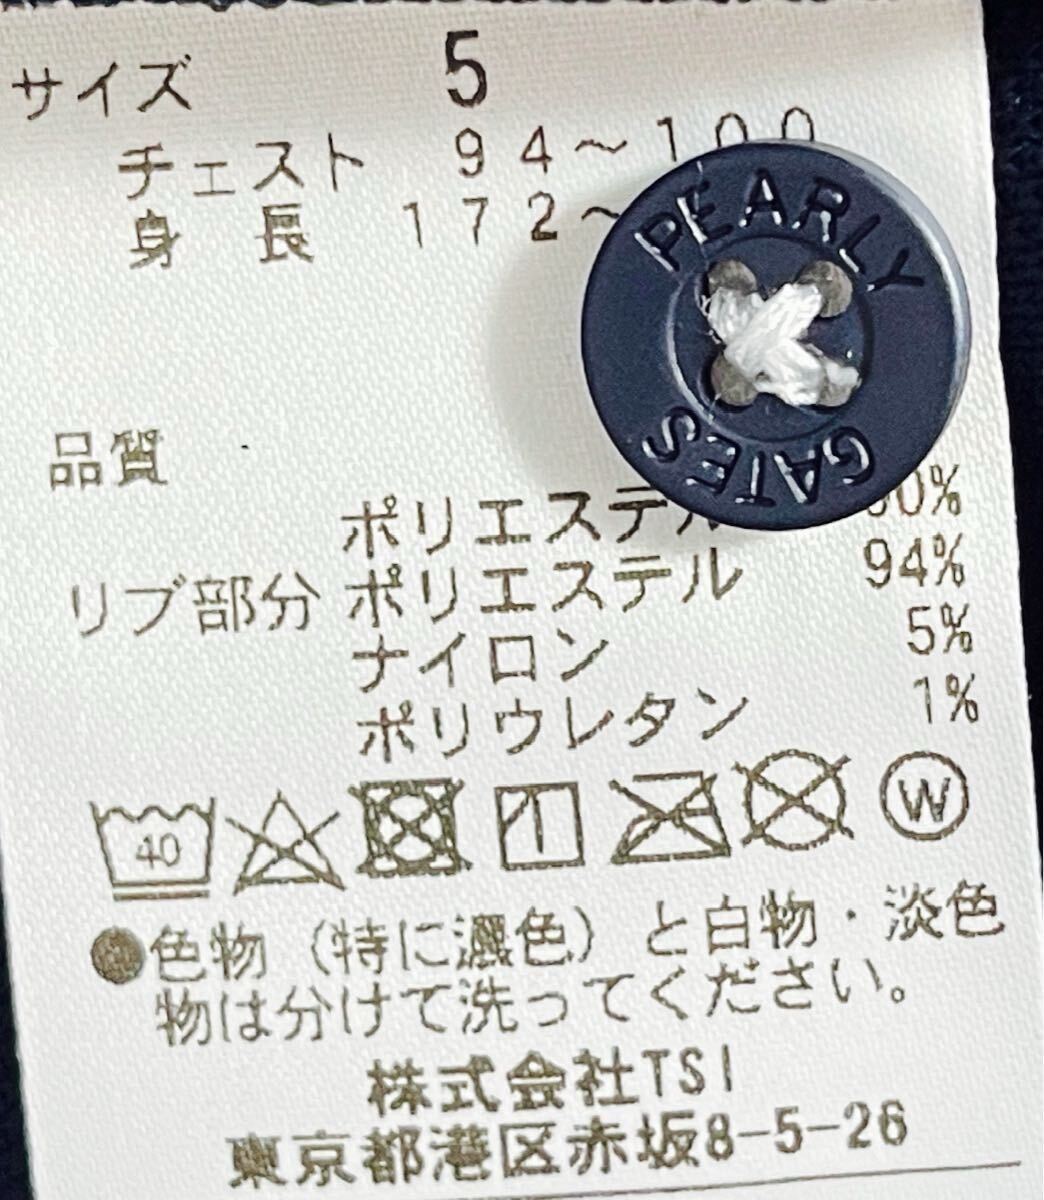 サイズ 5
チェスト 94~100
身長 172~
PEARLY
GATES
品質
ポリエステル
リブ部分 ポリエステル 94%
ナイロン 5%
ポリウレタン 1%
40
W
●色物(特に濃色)と白物・淡色
物は分けて洗ってください。
株式会社TSI
東京都港区赤坂8-5-26